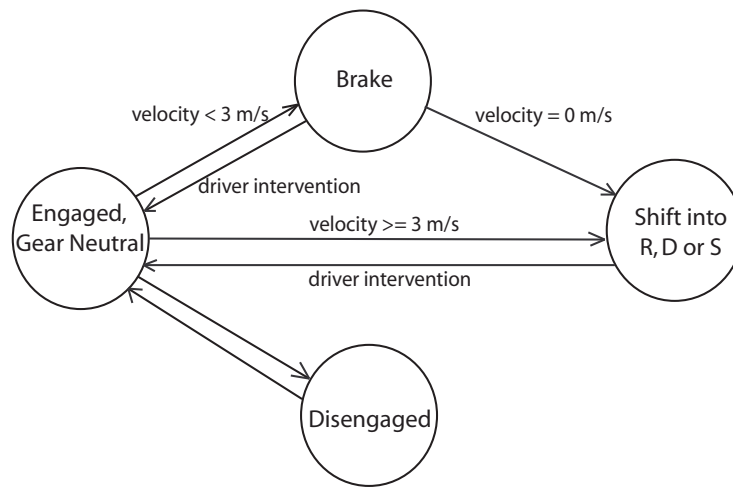 Brake
velocity < 3 m/s
velocity = 0 m/s
driver intervention
Engaged,
Gear Neutral
velocity >= 3 m/s
Shift into
R, D or S
driver intervention
Disengaged